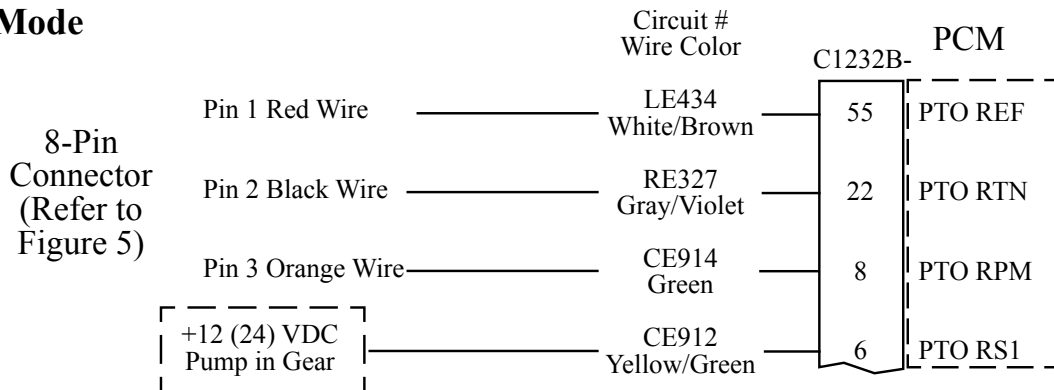 Mode
Circuit #
Wire Color
C1232B-
PCM
8-Pin
Connector
(Refer to
Figure 5)
Pin 1 Red Wire
LE434
White/Brown
55
PTO REF
Pin 2 Black Wire
RE327
Gray/Violet
22
PTO RTN
Pin 3 Orange Wire
CE914
Green
8
PTO RPM
+12 (24) VDC
Pump in Gear
CE912
Yellow/Green
6
PTO RS1